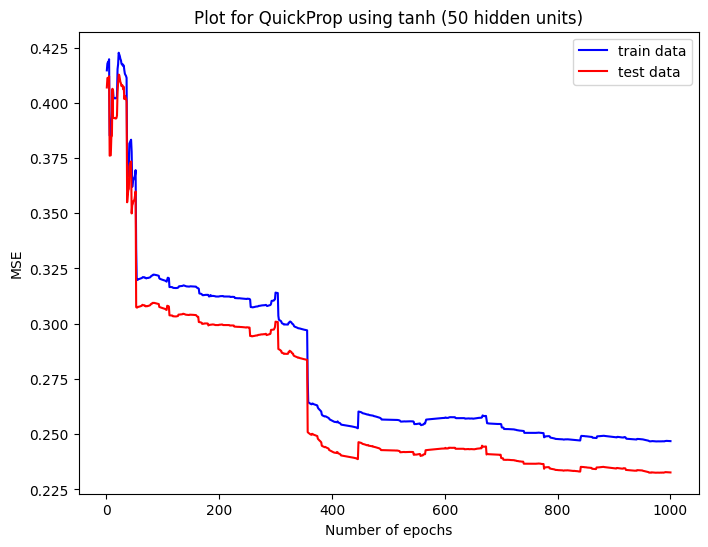 Plot for QuickProp using tanh (50 hidden units)
train data
test data
0.425
0.400
0.375
0.350
0.325
0.300
0.275
0.250
0.225
MSE
0 200 400 600 800 1000
Number of epochs